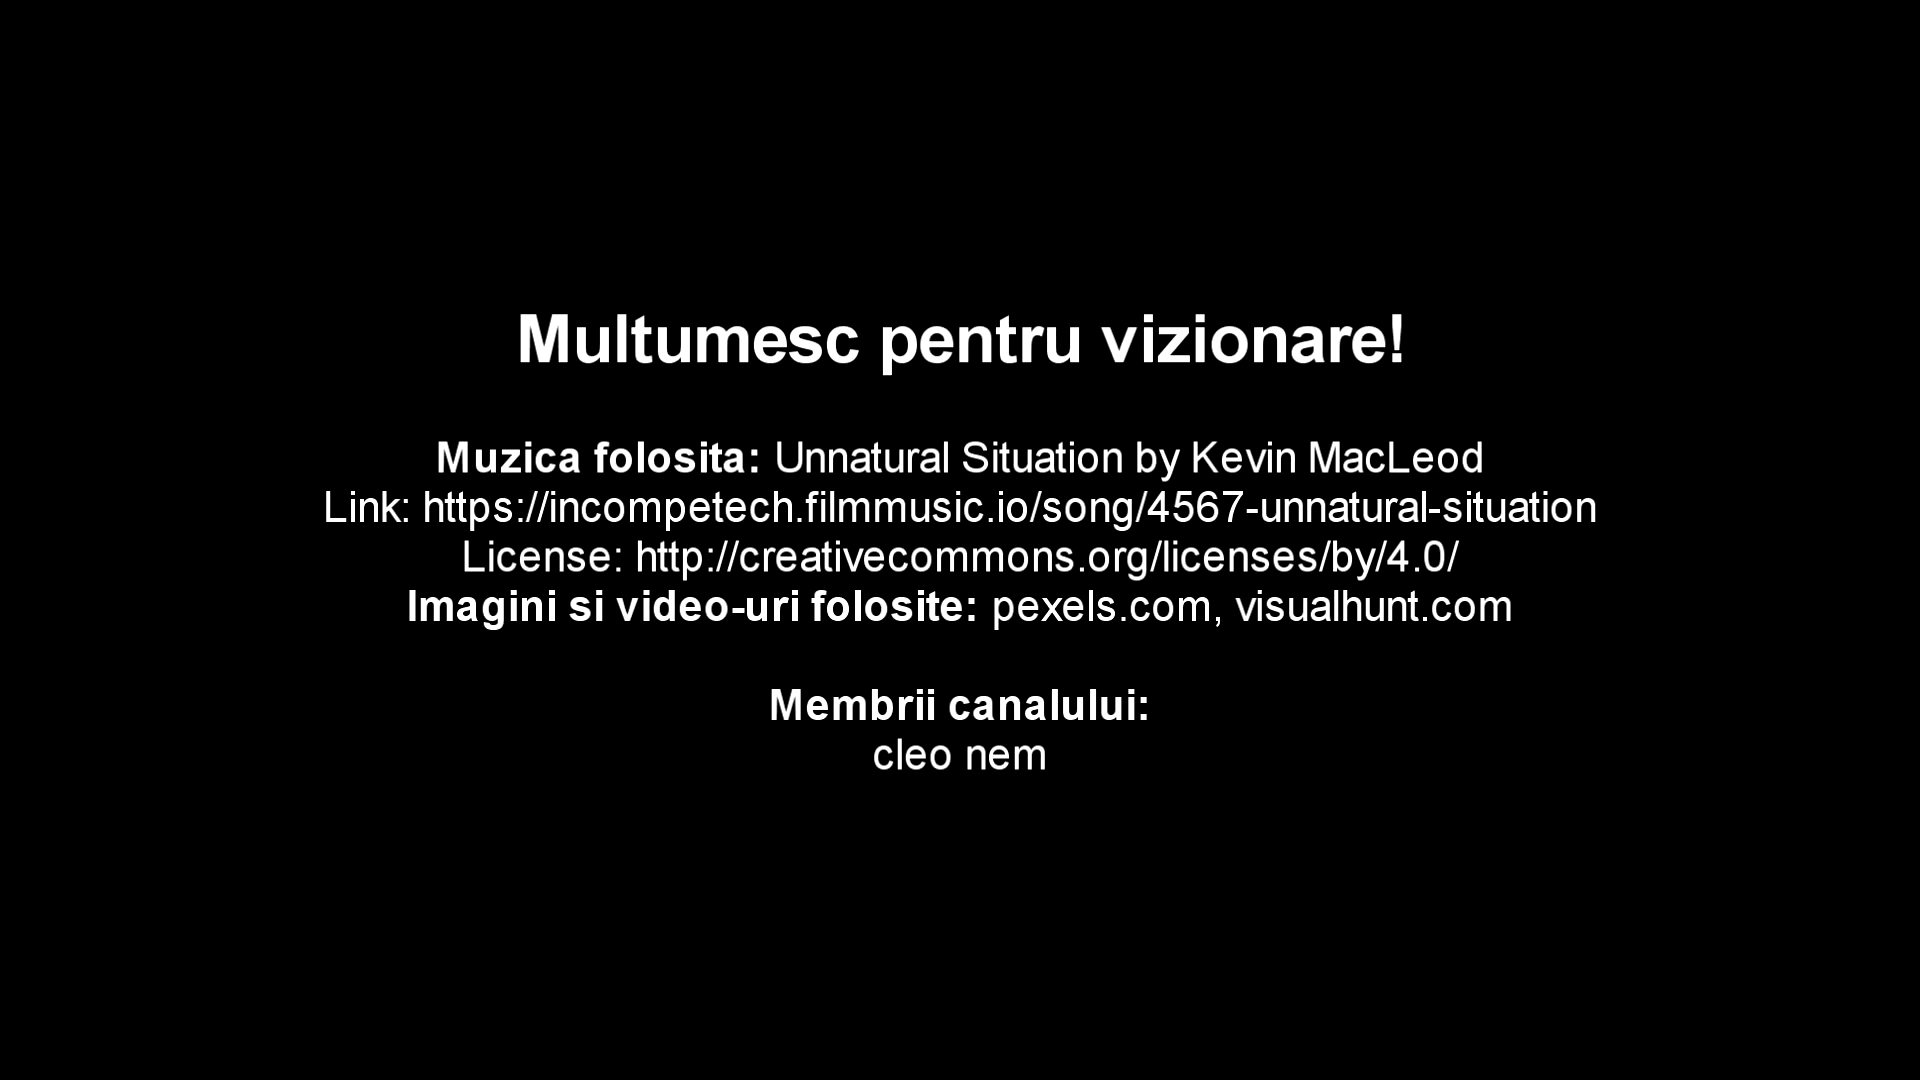 Multumesc pentru vizionare!
Muzica folosita: Unnatural Situation by Kevin MacLeod
Link: https://incompetech.filmmusic.io/song/4567-unnatural-situation
License: http://creativecommons.org/licenses/by/4.0/
Imagini si video-uri folosite: pexels.com, visualhunt.com
Membrii canalului:
cleo nem